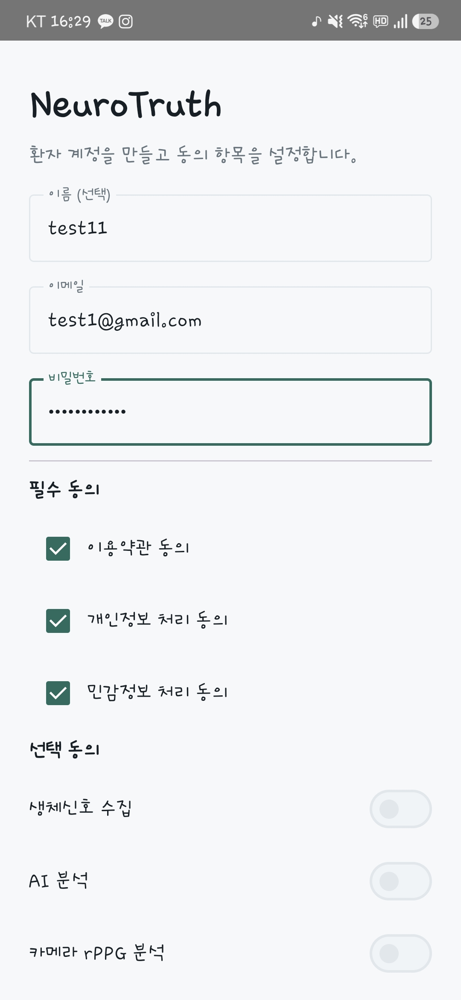 KT 16:29 TALK 6 HD 25
NeuroTruth
환자 계정을 만들고 동의 항목을 설정합니다.
이름 (선택)
test11
이메일
test1@gmail.com
비밀번호
••••••••••••
필수 동의
이용약관 동의
개인정보 처리 동의
민감정보 처리 동의
선택 동의
생체신호 수집
AI 분석
카메라 rPPG 분석